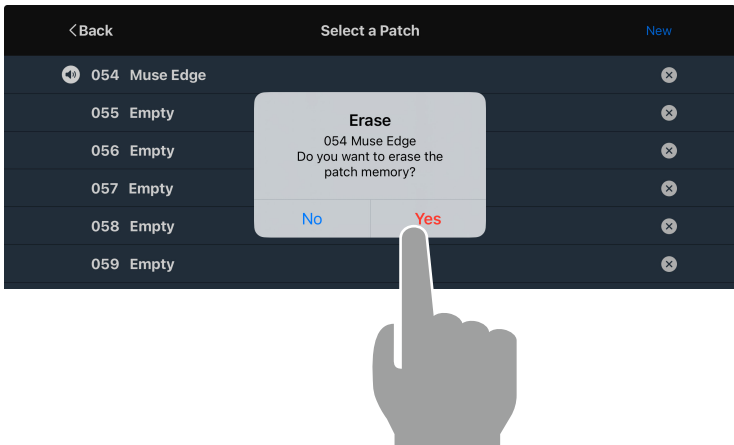 Back
Select a Patch
New
054 Muse Edge
055 Empty
056 Empty
057 Empty
058 Empty
059 Empty
Erase
054 Muse Edge
Do you want to erase the
patch memory?
No
Yes